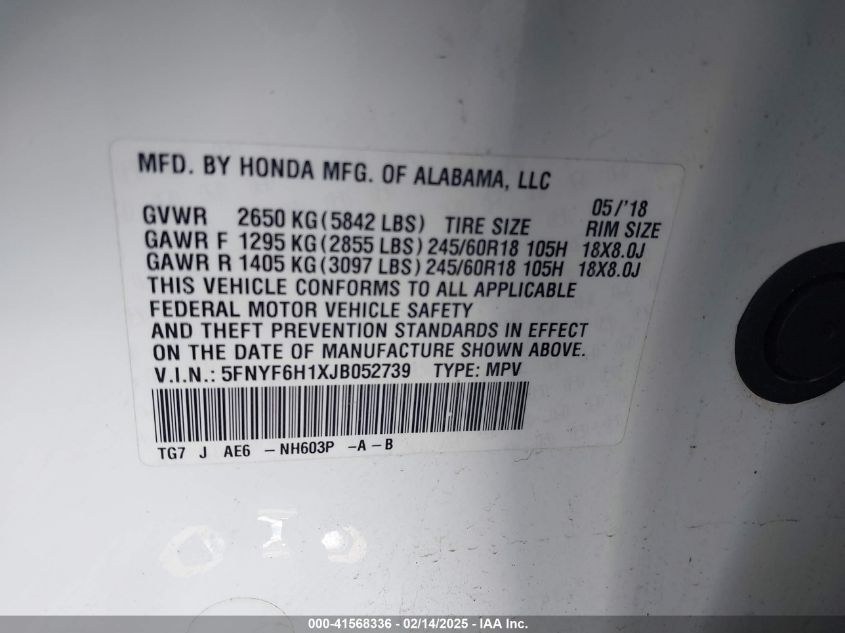 MFD. BY HONDA MFG. OF ALABAMA, LLC
05/'18
GVWR 2650 KG(5842 LBS) TIRE SIZE RIM SIZE
GAWR F 1295 KG(2855 LBS) 245/60R18 105H 18X8.0J
GAWR R 1405 KG(3097 LBS) 245/60R18 105H 18X8.0J
THIS VEHICLE CONFORMS TO ALL APPLICABLE
FEDERAL MOTOR VEHICLE SAFETY
AND THEFT PREVENTION STANDARDS IN EFFECT
ON THE DATE OF MANUFACTURE SHOWN ABOVE.
V.I.N.: 5FNYF6H1XJB052739 TYPE: MPV
TG7 J AE6 - NH603P -A-B
000-41568336 - 02/14/2025 - IAA Inc.